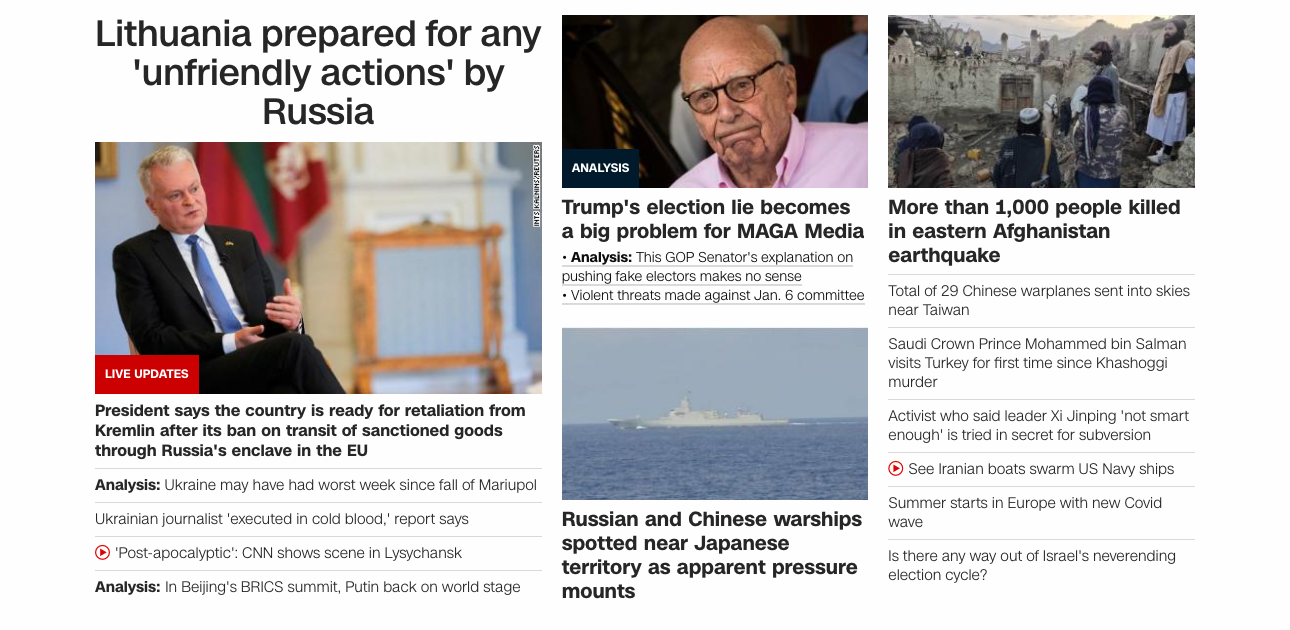 Lithuania prepared for any
'unfriendly actions' by
Russia
INTS KALNINS/REUTERS
LIVE UPDATES
President says the country is ready for retaliation from
Kremlin after its ban on transit of sanctioned goods
through Russia's enclave in the EU
Analysis: Ukraine may have had worst week since fall of Mariupol
Ukrainian journalist 'executed in cold blood,' report says
'Post-apocalyptic': CNN shows scene in Lysychansk
Analysis: In Beijing's BRICS summit, Putin back on world stage
ANALYSIS
Trump's election lie becomes
a big problem for MAGA Media
• Analysis: This GOP Senator's explanation on
pushing fake electors makes no sense
• Violent threats made against Jan. 6 committee
Russian and Chinese warships
spotted near Japanese
territory as apparent pressure
mounts
More than 1,000 people killed
in eastern Afghanistan
earthquake
Total of 29 Chinese warplanes sent into skies
near Taiwan
Saudi Crown Prince Mohammed bin Salman
visits Turkey for first time since Khashoggi
murder
Activist who said leader Xi Jinping 'not smart
enough' is tried in secret for subversion
See Iranian boats swarm US Navy ships
Summer starts in Europe with new Covid
wave
Is there any way out of Israel's neverending
election cycle?